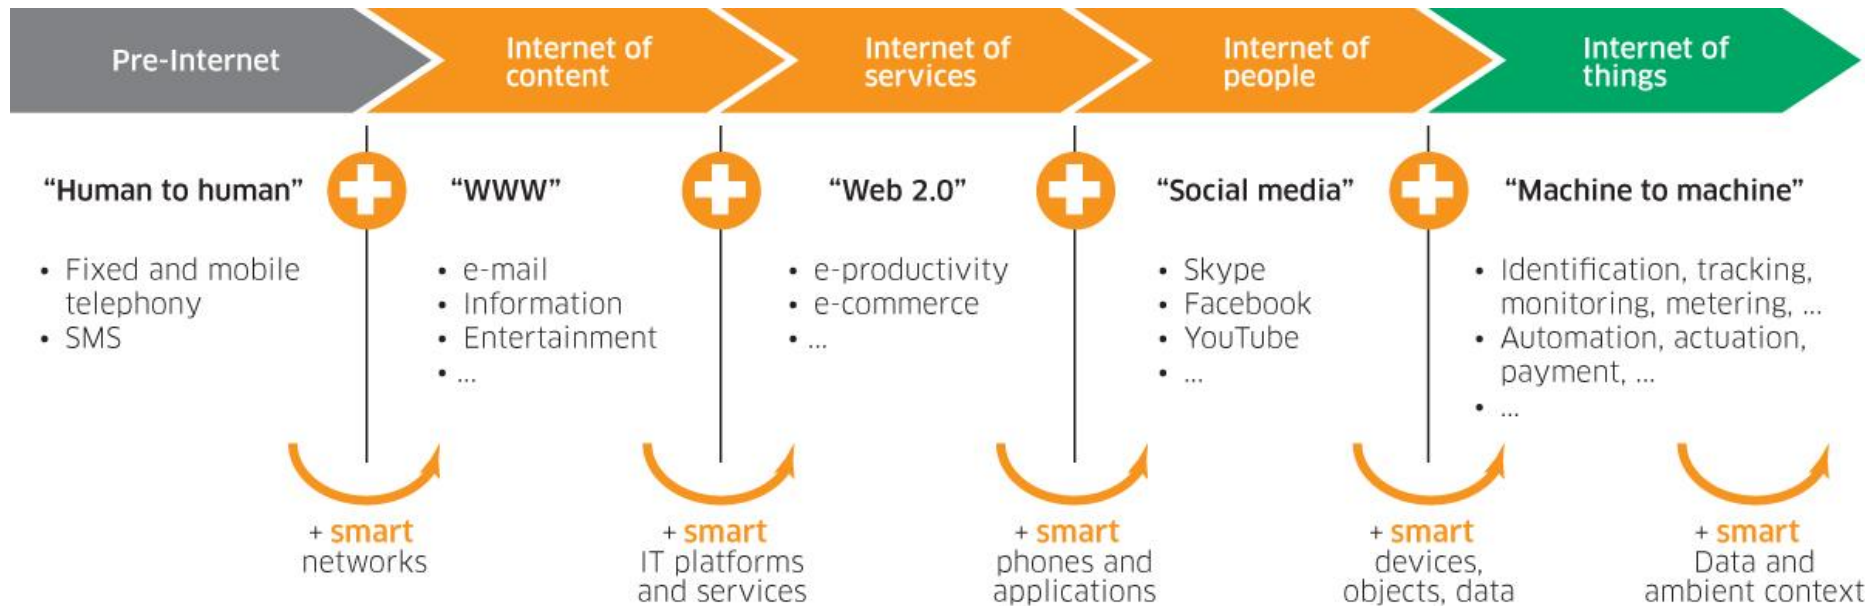 Pre-Internet
Internet of
content
Internet of
services
Internet of
people
Internet of
things
“Human to human”
“WWW”
“Web 2.0”
“Social media”
“Machine to machine”
• Fixed and mobile
telephony
• SMS
• e-mail
• Information
• Entertainment
• ...
• e-productivity
• e-commerce
• ...
• Skype
• Facebook
• YouTube
• ...
• Identification, tracking,
monitoring, metering, ...
• Automation, actuation,
payment, ...
• ...
+ smart
networks
+ smart
IT platforms
and services
+ smart
phones and
applications
+ smart
devices,
objects, data
+ smart
Data and
ambient context